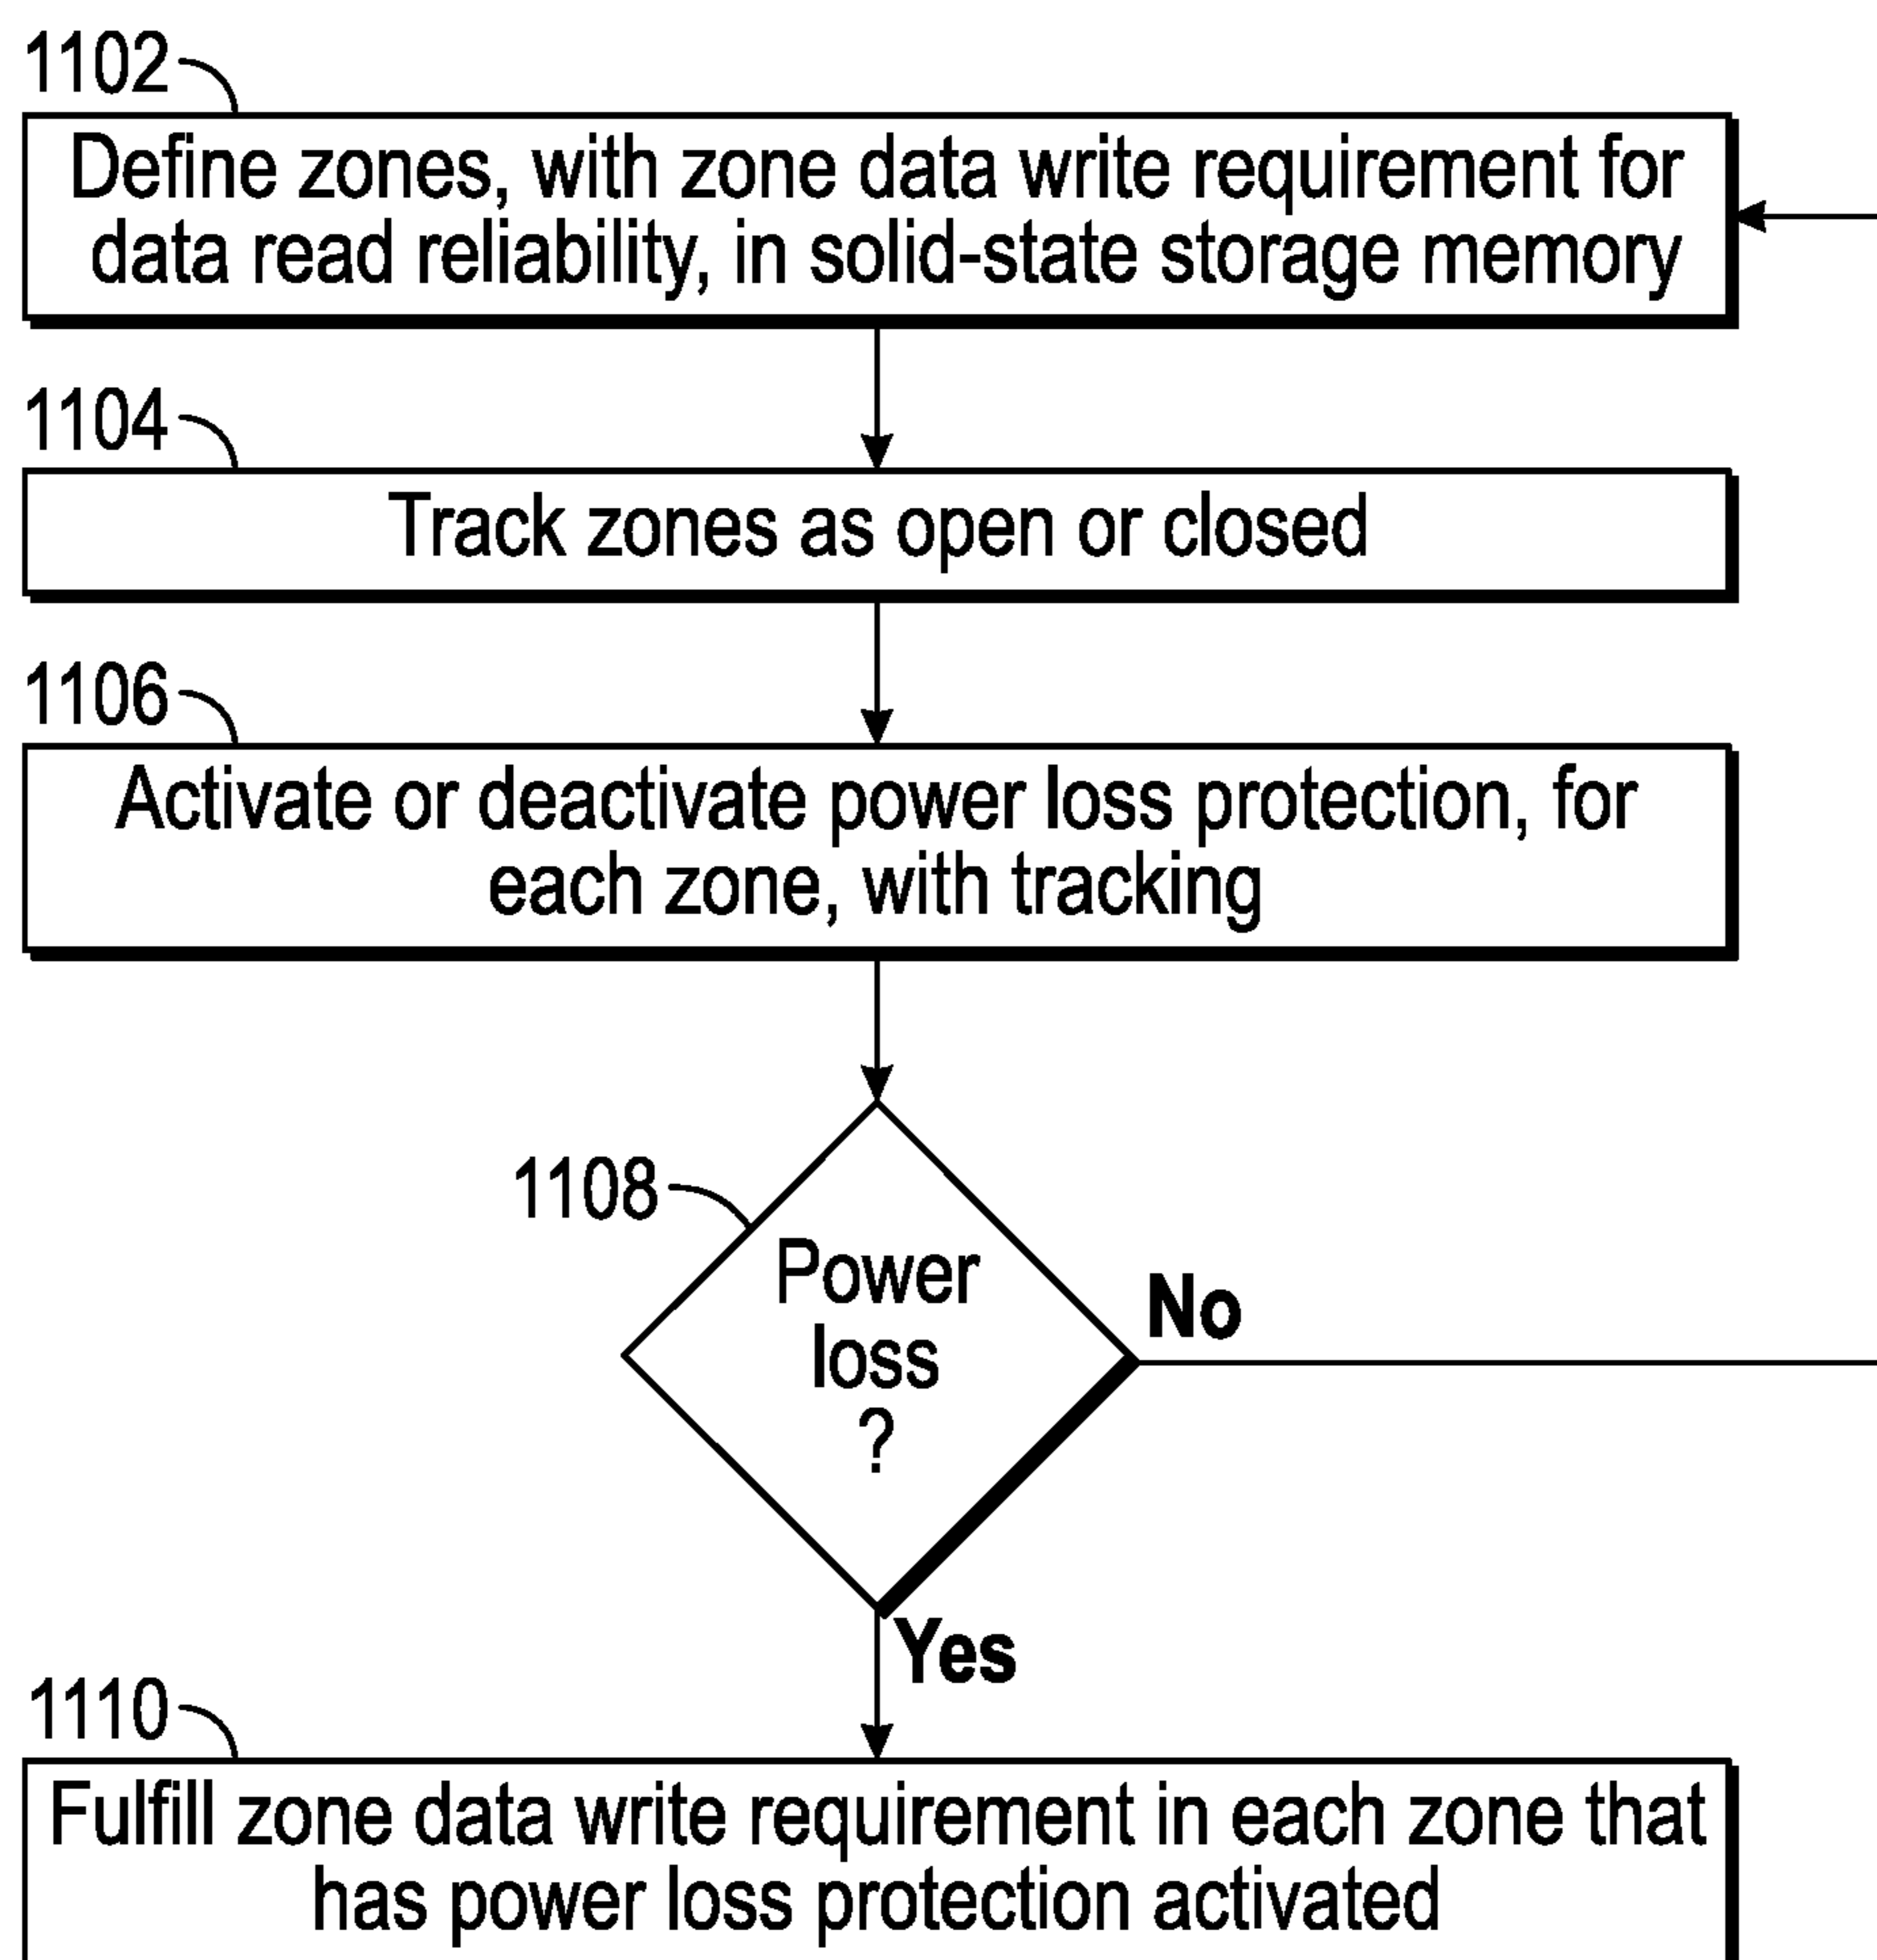 1102
Define zones, with zone data write requirement for
data read reliability, in solid-state storage memory
1104
Track zones as open or closed
1106
Activate or deactivate power loss protection, for
each zone, with tracking
1108
Power
loss
?
No
Yes
1110
Fulfill zone data write requirement in each zone that
has power loss protection activated